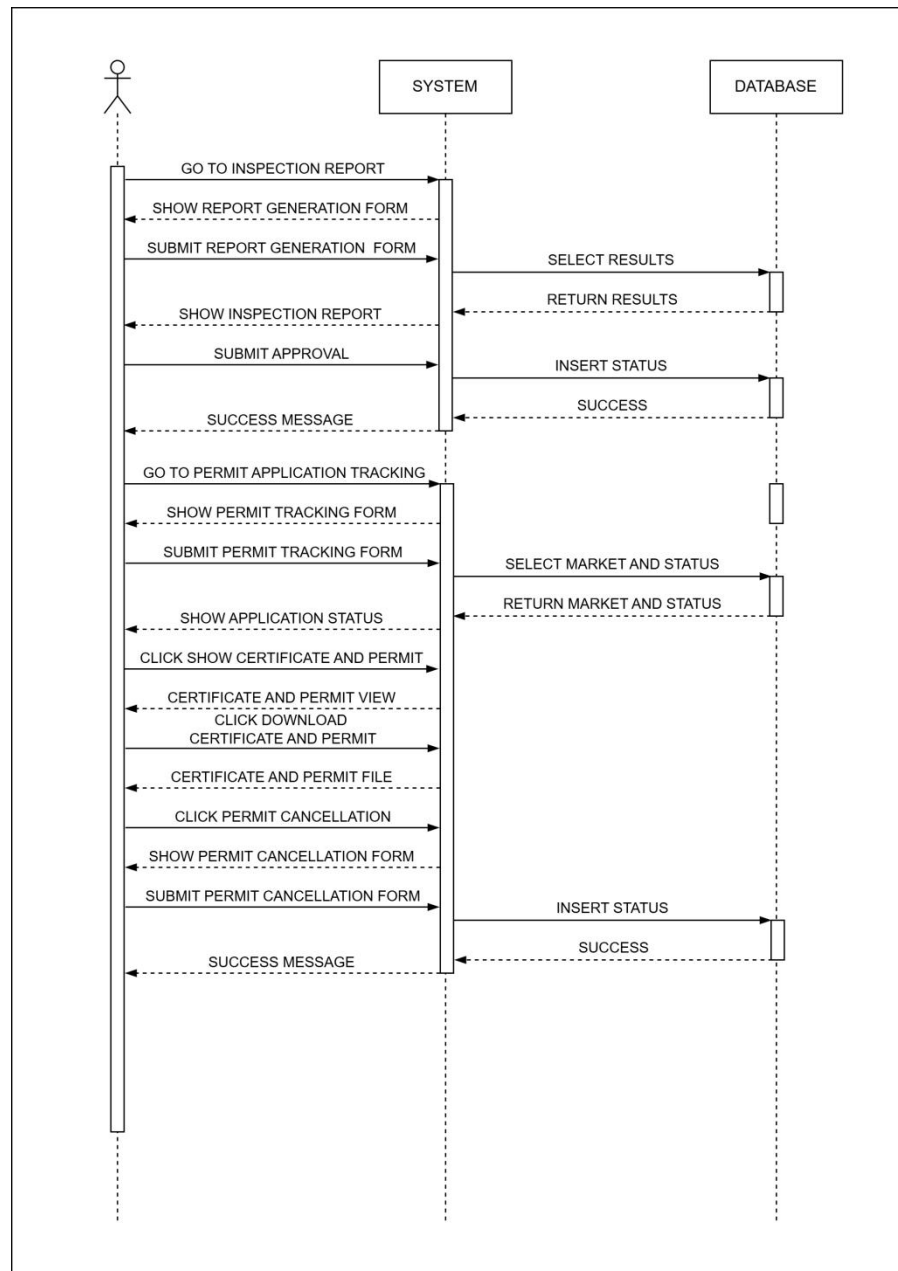 SYSTEM
DATABASE
GO TO INSPECTION REPORT
SHOW REPORT GENERATION FORM
SUBMIT REPORT GENERATION FORM
SELECT RESULTS
RETURN RESULTS
SHOW INSPECTION REPORT
SUBMIT APPROVAL
INSERT STATUS
SUCCESS
SUCCESS MESSAGE
GO TO PERMIT APPLICATION TRACKING
SHOW PERMIT TRACKING FORM
SUBMIT PERMIT TRACKING FORM
SELECT MARKET AND STATUS
RETURN MARKET AND STATUS
SHOW APPLICATION STATUS
CLICK SHOW CERTIFICATE AND PERMIT
CERTIFICATE AND PERMIT VIEW
CLICK DOWNLOAD
CERTIFICATE AND PERMIT
CERTIFICATE AND PERMIT FILE
CLICK PERMIT CANCELLATION
SHOW PERMIT CANCELLATION FORM
SUBMIT PERMIT CANCELLATION FORM
INSERT STATUS
SUCCESS
SUCCESS MESSAGE